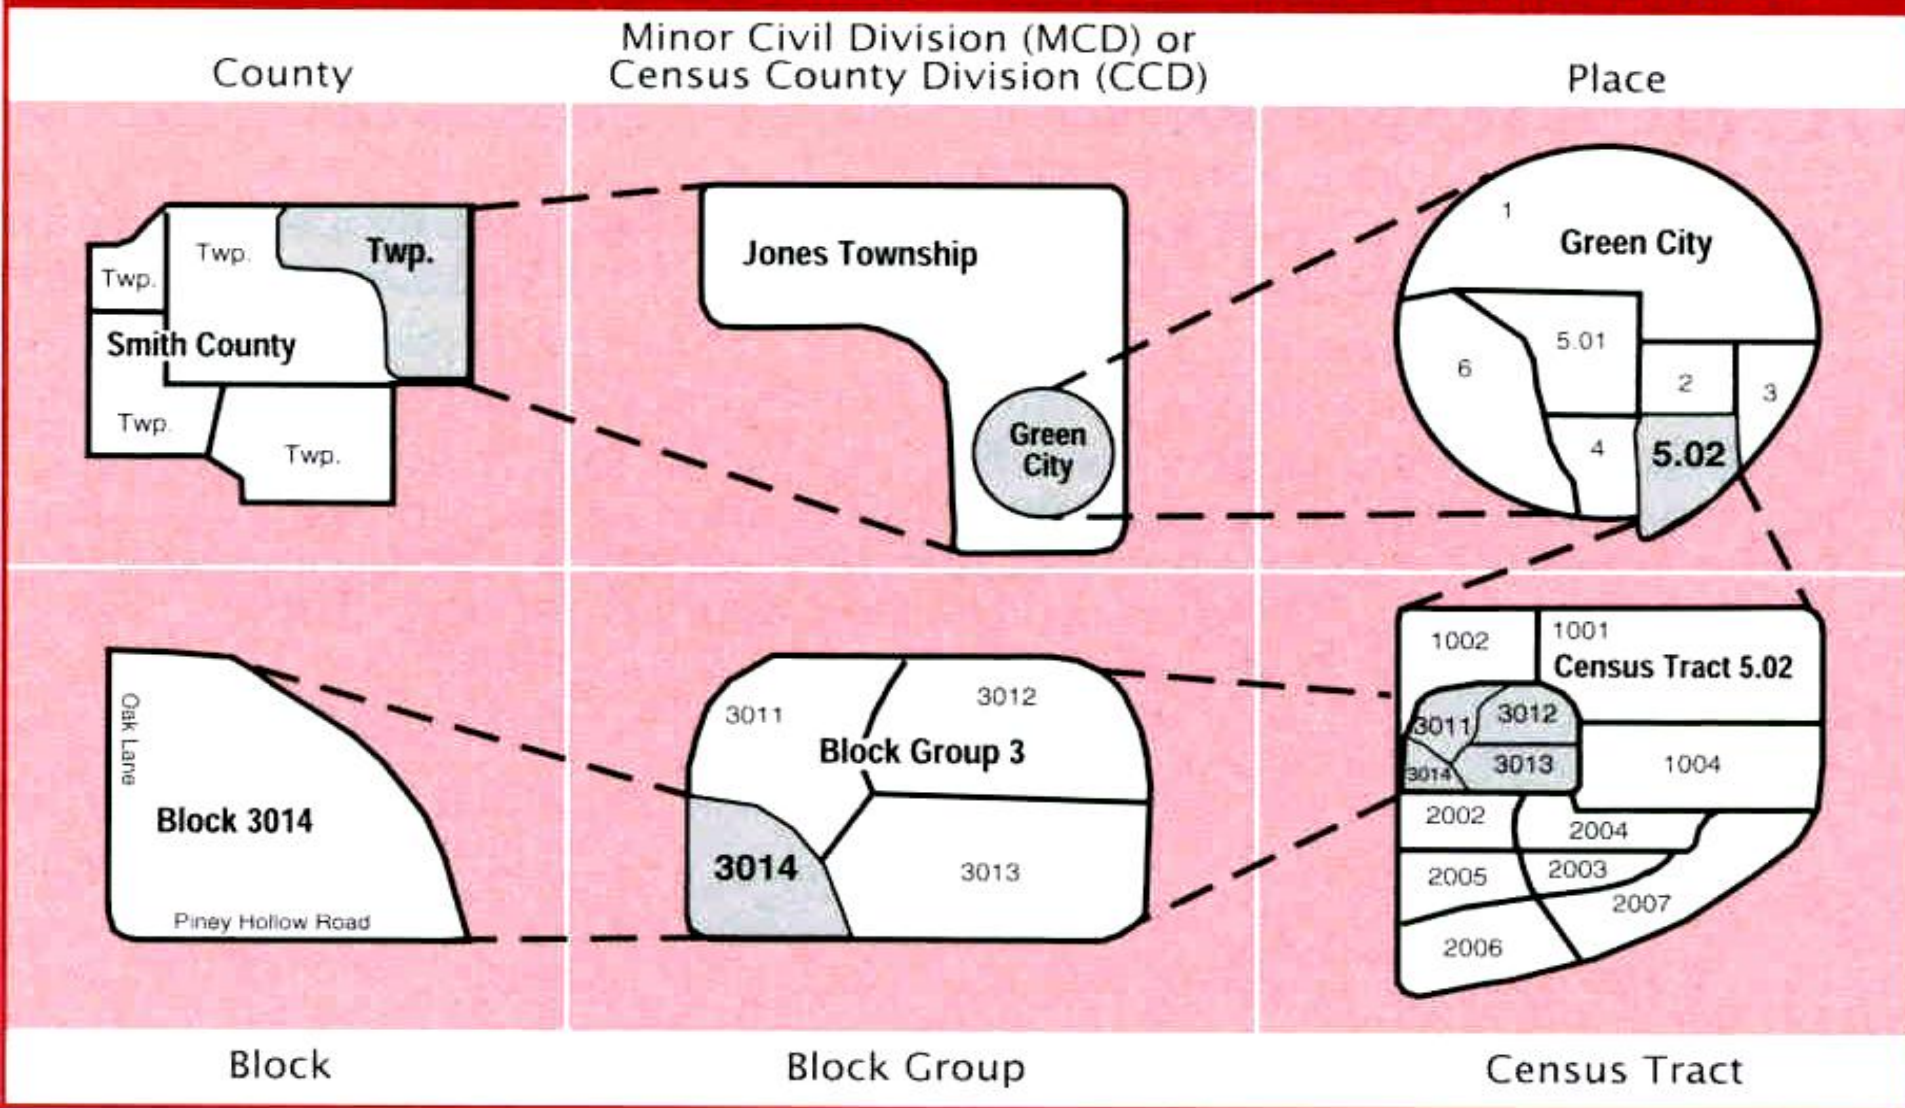 County
Minor Civil Division (MCD) or
Census County Division (CCD)
Place
Twp.
Twp.
Twp.
Smith County
Twp.
Twp.
Jones Township
Green
City
1
Green City
5.01
6
2
3
4
5.02
Oak Lane
Block 3014
Piney Hollow Road
3011
3012
Block Group 3
3014
3013
1002
1001
Census Tract 5.02
3011
3012
3014
3013
1004
2002
2004
2005
2003
2007
2006
Block
Block Group
Census Tract